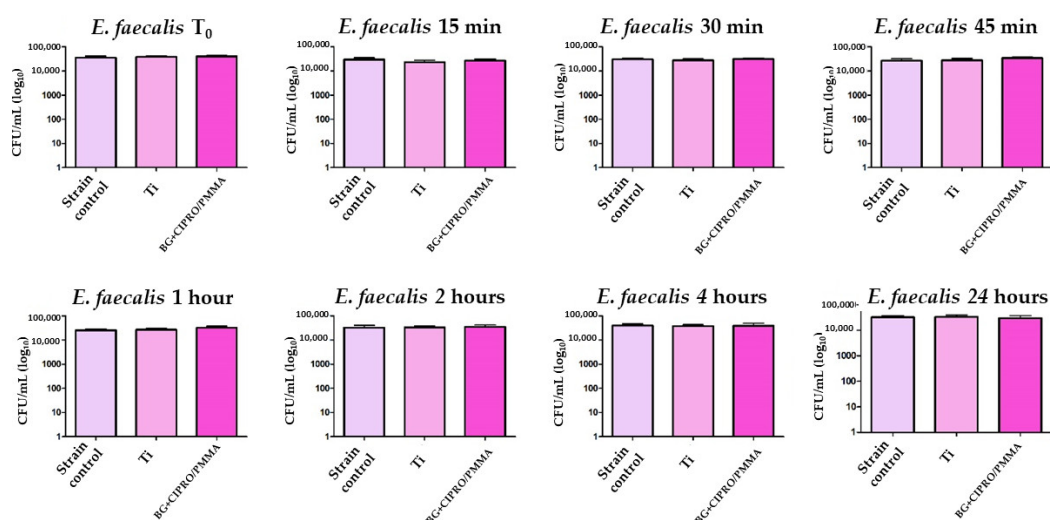 E. faecalis T0
CFU/mL (log10)
100,000
10,000
1000
100
10
1
Strain control
Ti
BG+CIPRO/PMMA
E. faecalis 15 min
CFU/mL (log10)
100,000
10,000
1000
100
10
1
Strain control
Ti
BG+CIPRO/PMMA
E. faecalis 30 min
CFU/mL (log10)
100,000
10,000
1000
100
10
1
Strain control
Ti
BG+CIPRO/PMMA
E. faecalis 45 min
CFU/mL (log10)
100,000
10,000
1000
100
10
1
Strain control
Ti
BG+CIPRO/PMMA
E. faecalis 1 hour
CFU/mL (log10)
100,000
10,000
1000
100
10
1
Strain control
Ti
BG+CIPRO/PMMA
E. faecalis 2 hours
CFU/mL (log10)
100,000
10,000
1000
100
10
1
Strain control
Ti
BG+CIPRO/PMMA
E. faecalis 4 hours
CFU/mL (log10)
100,000
10,000
1000
100
10
1
Strain control
Ti
BG+CIPRO/PMMA
E. faecalis 24 hours
CFU/mL (log10)
100,000
10,000
1000
100
10
1
Strain control
Ti
BG+CIPRO/PMMA